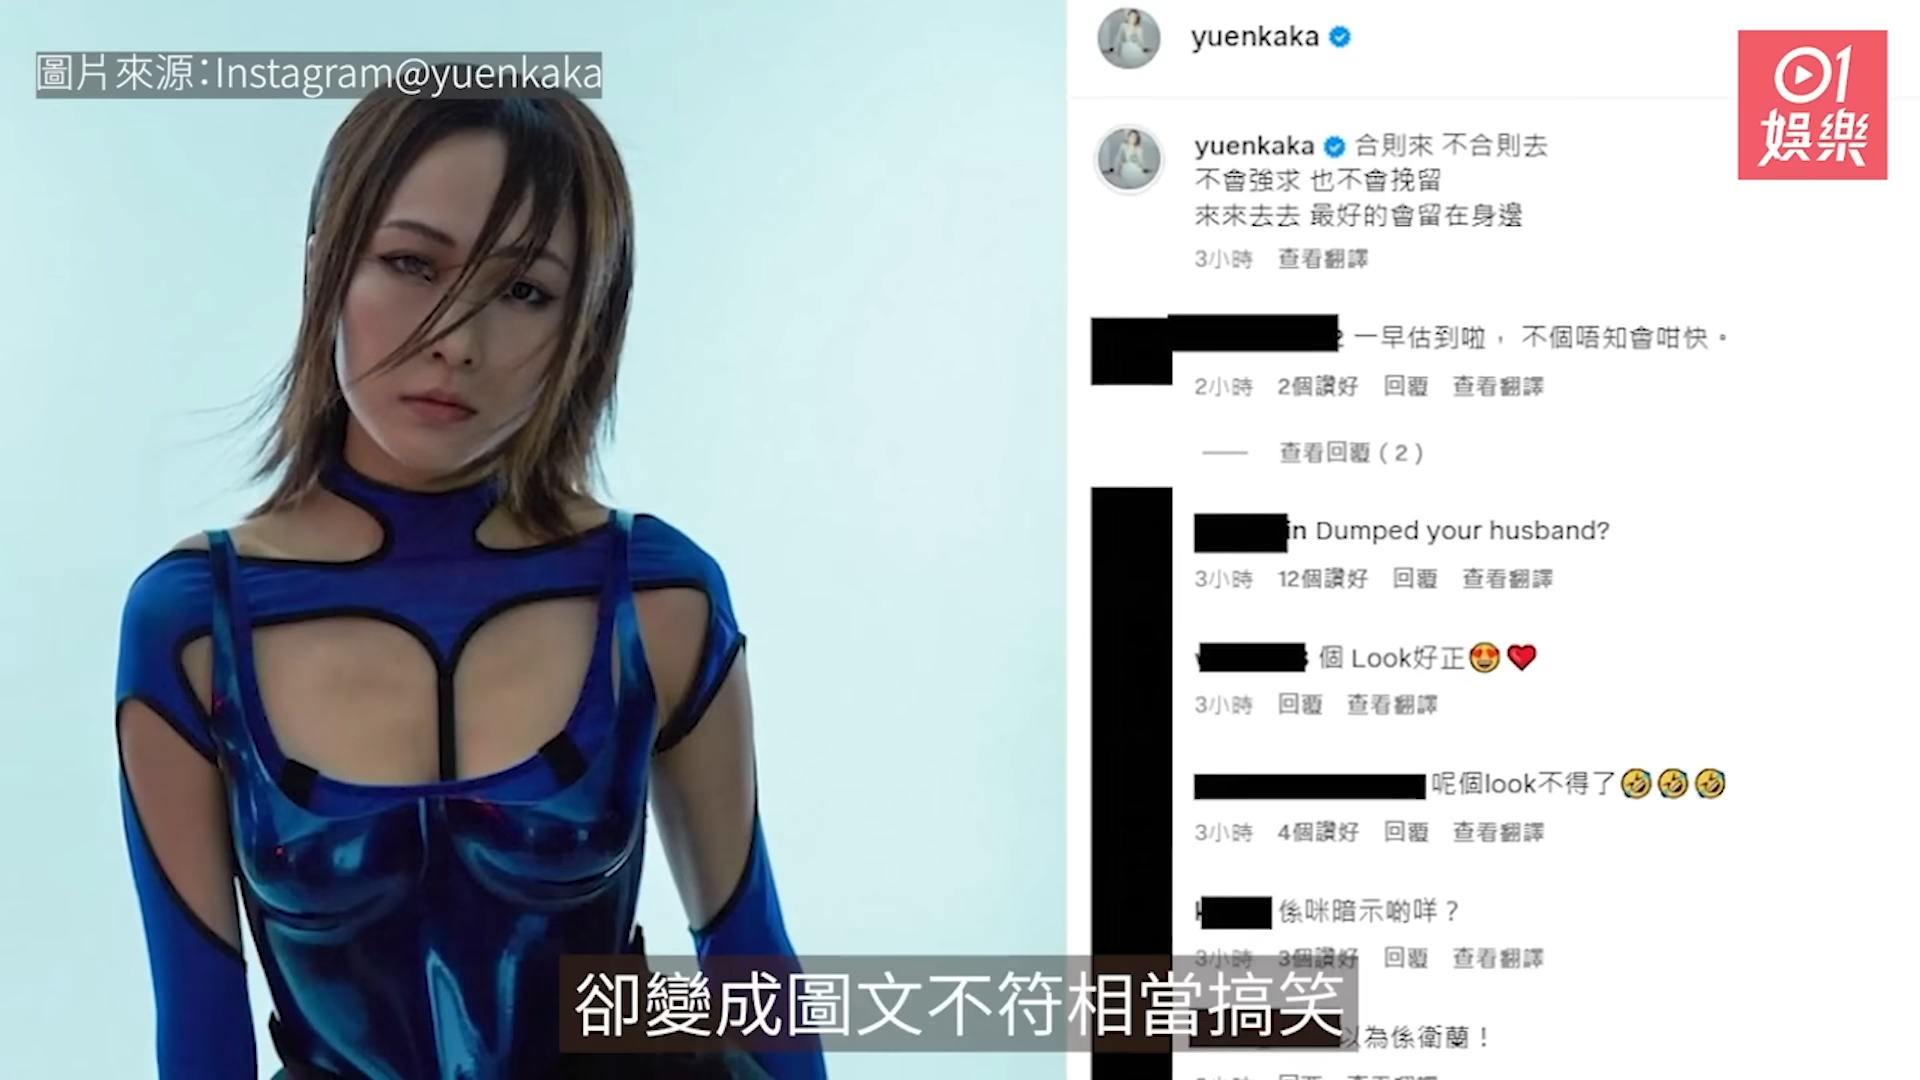 圖片來源：Instagram@yuenkaka
yuenkaka
01
娛樂
yuenkaka 合則來 不合則去
不會強求 也不會挽留
來來去去 最好的會留在身邊
3小時 查看翻譯
一早估到啦， 不個唔知會咁快。
2小時 2個讚好 回覆 查看翻譯
查看回覆 ( 2 )
in Dumped your husband?
3小時 12個讚好 回覆 查看翻譯
個 Look好正😍❤️
3小時 回覆 查看翻譯
呢個look不得了🤣🤣🤣
3小時 4個讚好 回覆 查看翻譯
係咪暗示啲咩？
3小時 3個讚好 回覆 查看翻譯
卻變成圖文不符相當搞笑
以為係衛蘭！